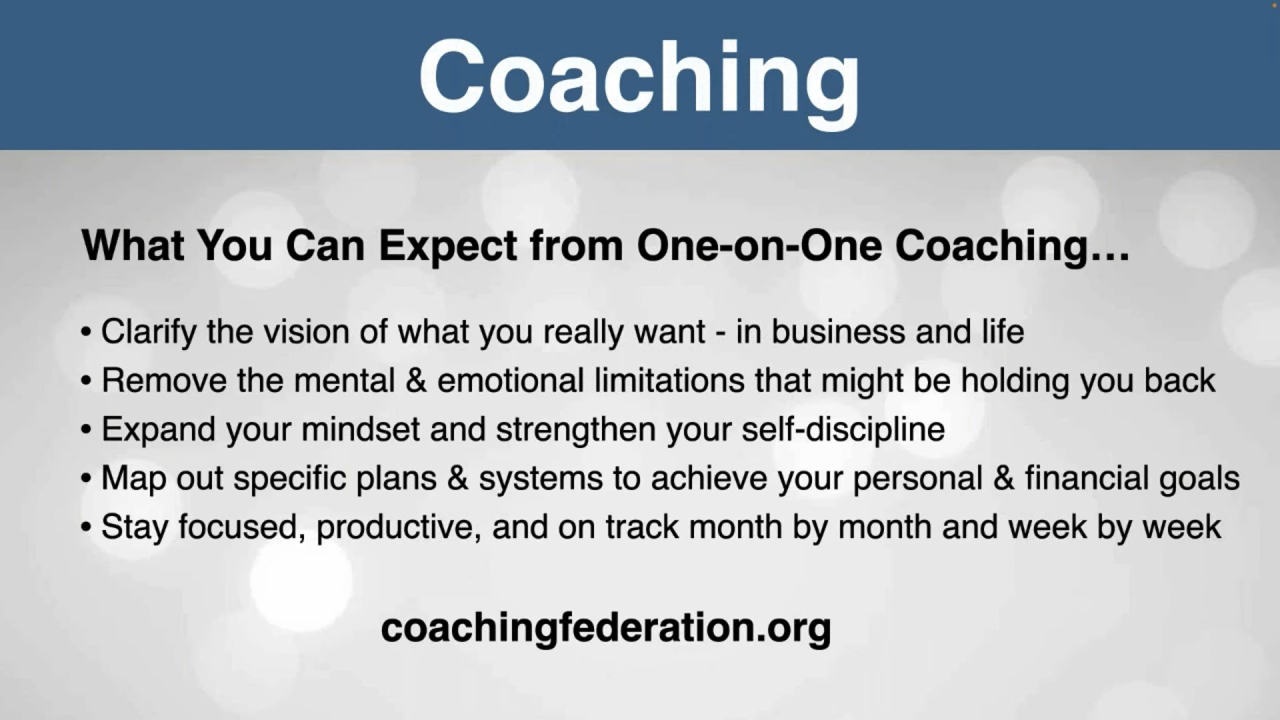 Coaching
What You Can Expect from One-on-One Coaching...
• Clarify the vision of what you really want - in business and life
• Remove the mental & emotional limitations that might be holding you back
• Expand your mindset and strengthen your self-discipline
• Map out specific plans & systems to achieve your personal & financial goals
• Stay focused, productive, and on track month by month and week by week
coachingfederation.org